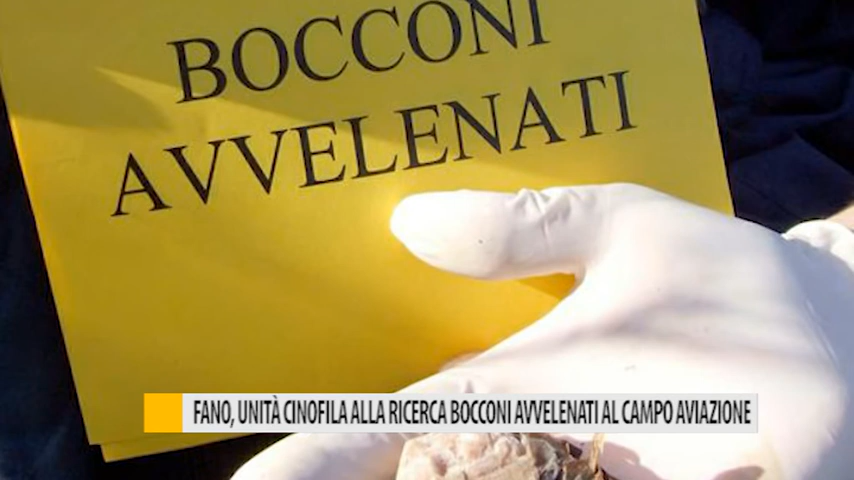 BOCCONI
AVVELENATI
FANO, UNITÀ CINOFILA ALLA RICERCA BOCCONI AVVELENATI AL CAMPO AVIAZIONE